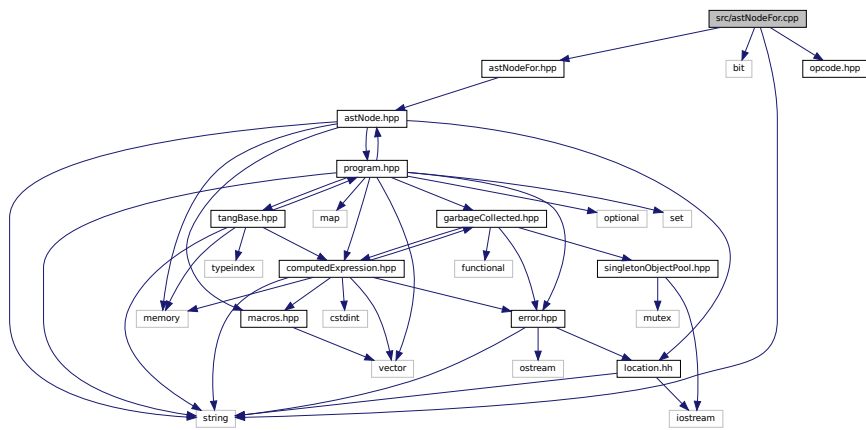 src/astNodeFor.cpp
astNodeFor.hpp
bit
opcode.hpp
astNode.hpp
program.hpp
tangBase.hpp
map
garbageCollected.hpp
optional
set
typeindex
computedExpression.hpp
functional
singletonObjectPool.hpp
memory
macros.hpp
cstdint
error.hpp
mutex
vector
ostream
location.hh
string
iostream